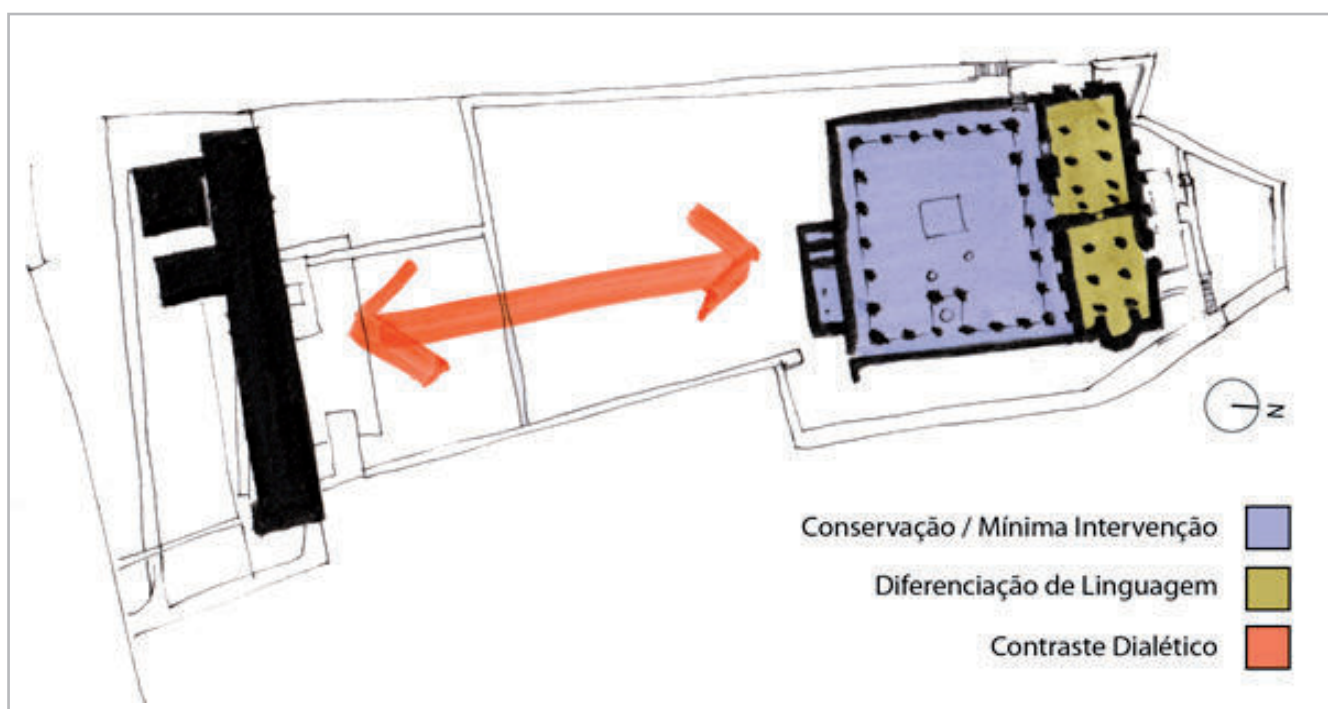 N
Conservação / Mínima Intervenção
Diferenciação de Linguagem
Contraste Dialético